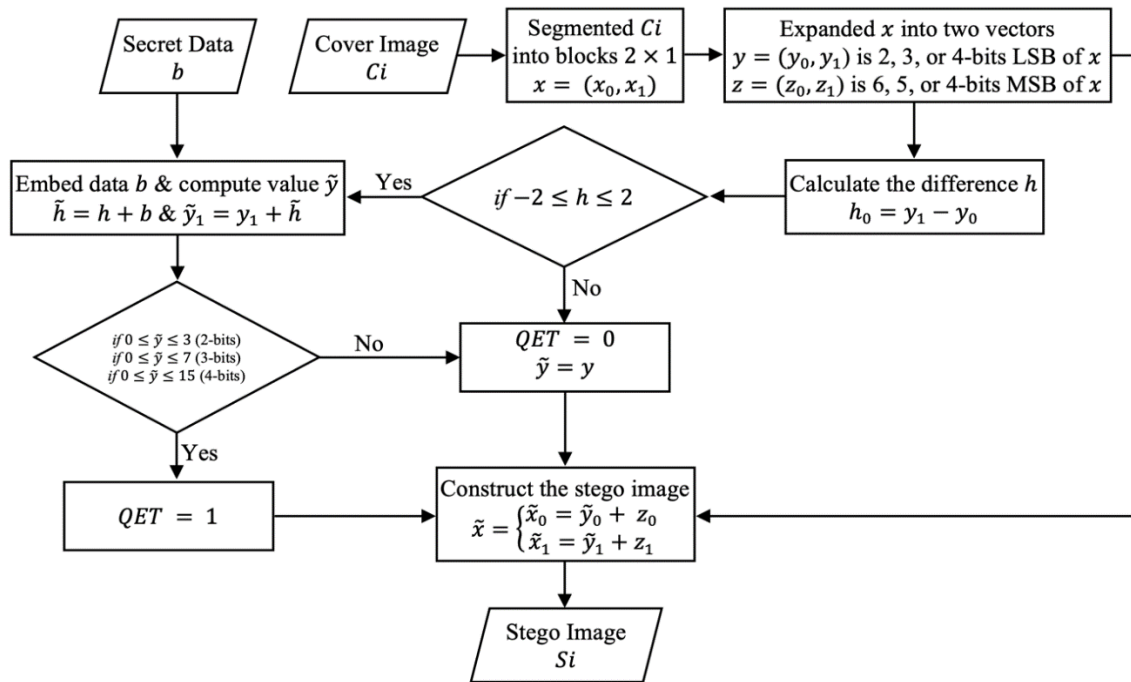 Secret Data
b
Cover Image
Ci
Segmented Ci
into blocks 2 × 1
x = (x₀, x₁)
Expanded x into two vectors
y = (y₀, y₁) is 2, 3, or 4-bits LSB of x
z = (z₀, z₁) is 6, 5, or 4-bits MSB of x
Embed data b & compute value ỹ
h̃ = h + b & ỹ₁ = y₁ + h̃
Yes
if −2 ≤ h ≤ 2
Calculate the difference h
h₀ = y₁ − y₀
No
if 0 ≤ ỹ ≤ 3 (2-bits)
if 0 ≤ ỹ ≤ 7 (3-bits)
if 0 ≤ ỹ ≤ 15 (4-bits)
No
QET = 0
ỹ = y
Yes
QET = 1
Construct the stego image
x̃ = { x̃₀ = ỹ₀ + z₀
x̃₁ = ỹ₁ + z₁
Stego Image
Si